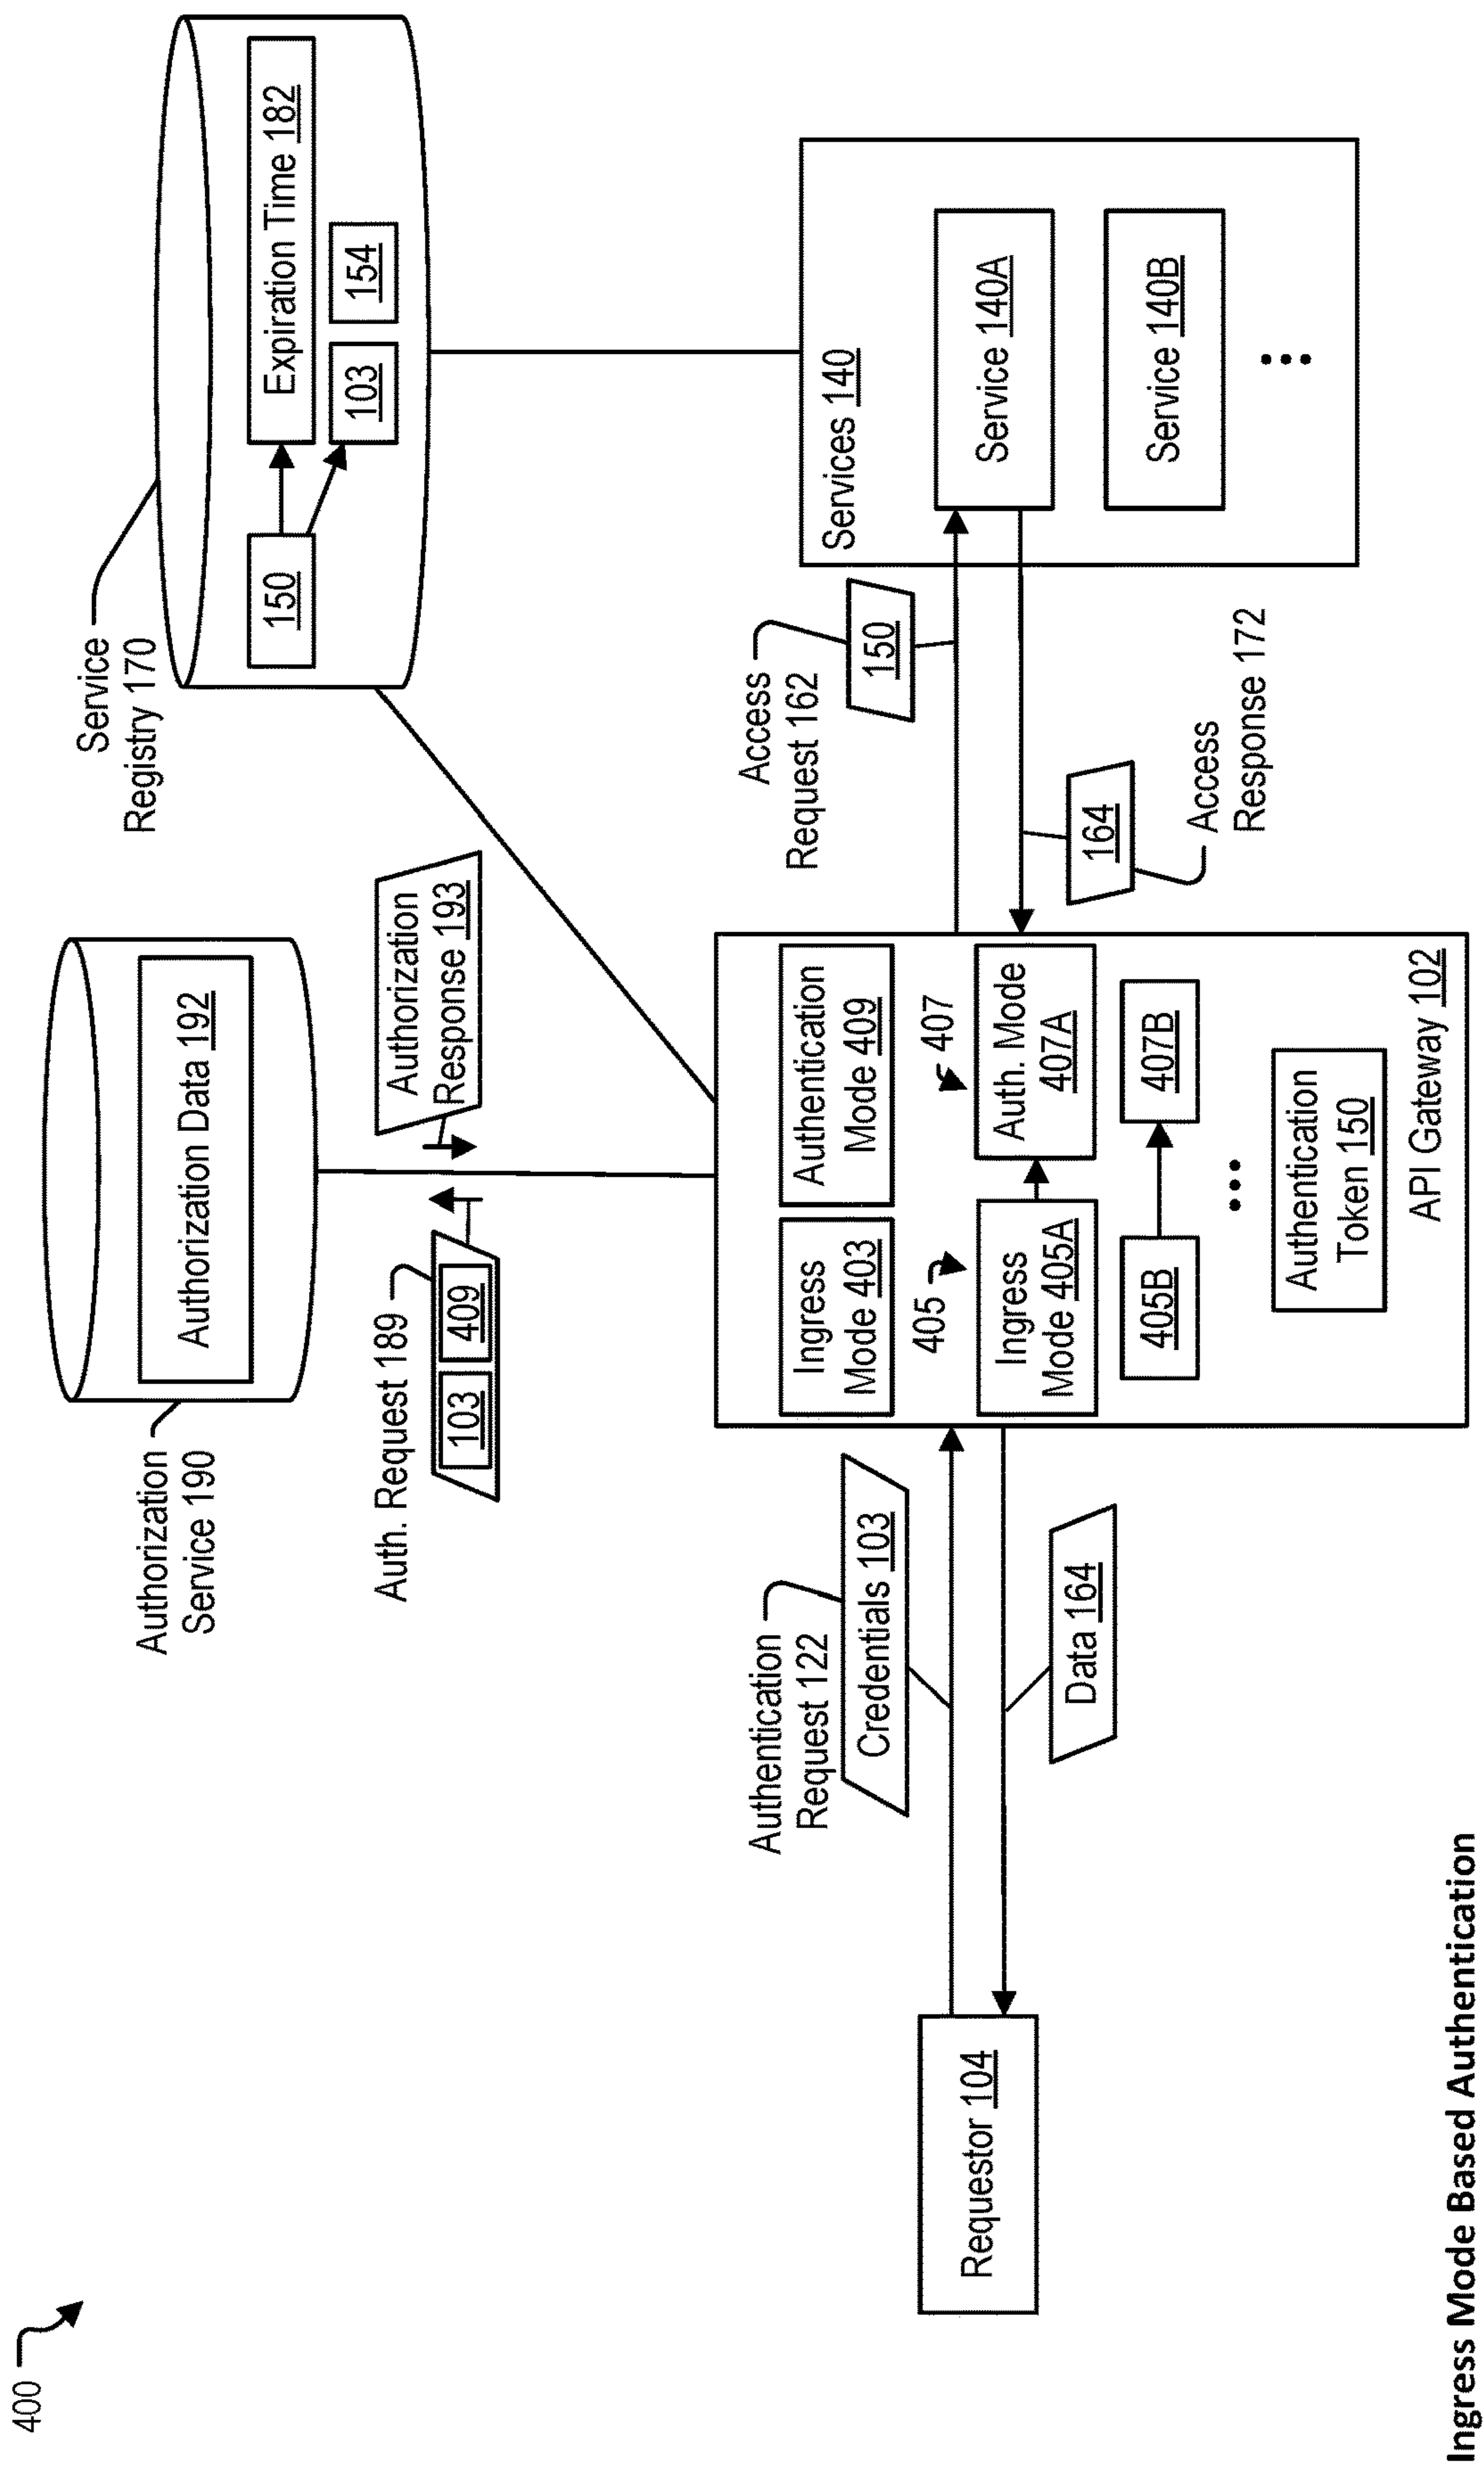 400
Authorization
Service 190
Authorization Data 192
Service
Registry 170
150
Expiration Time 182
103
154
Auth. Request 189
103
409
Authorization
Response 193
Authentication
Request 122
Credentials 103
Requestor 104
Data 164
Ingress
Mode 403
Authentication
Mode 409
405
407
Ingress
Mode 405A
Auth. Mode
407A
405B
407B
Authentication
Token 150
API Gateway 102
Access
Request 162
150
164
Access
Response 172
Services 140
Service 140A
Service 140B
Ingress Mode Based Authentication